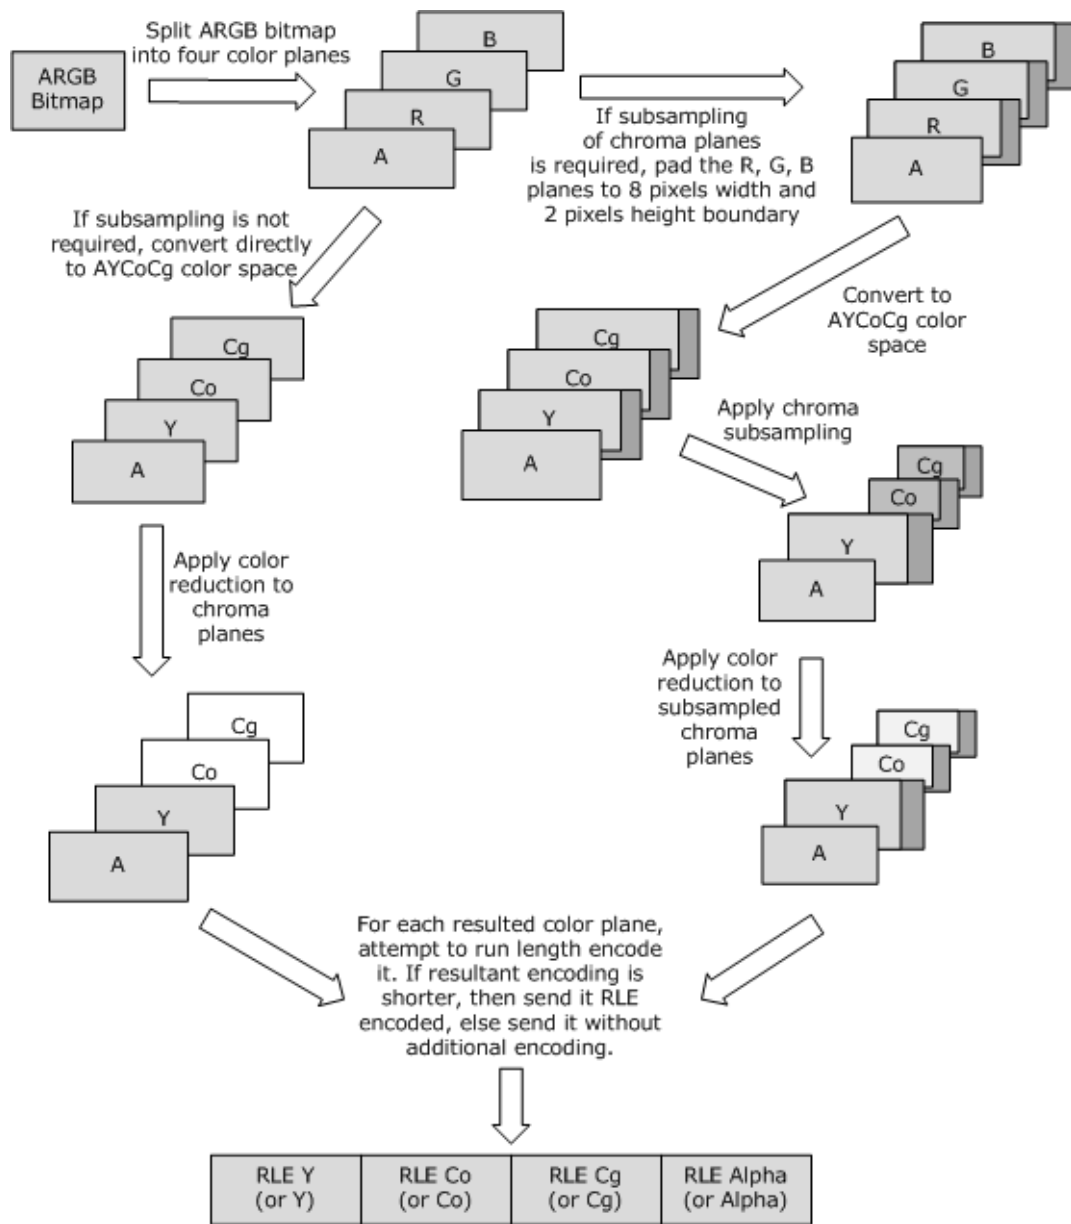 Split ARGB bitmap
into four color planes
ARGB
Bitmap
B
G
R
A
If subsampling
of chroma planes
is required, pad the R, G, B
planes to 8 pixels width and
2 pixels height boundary
B
G
R
A
If subsampling is not
required, convert directly
to AYCoCg color space
Convert to
AYCoCg color
space
Cg
Co
Y
A
Cg
Co
Y
A
Apply chroma
subsampling
Cg
Co
Y
A
Apply color
reduction to
chroma
planes
Apply color
reduction to
subsampled
chroma
planes
Cg
Co
Y
A
Cg
Co
Y
A
For each resulted color plane,
attempt to run length encode
it. If resultant encoding is
shorter, then send it RLE
encoded, else send it without
additional encoding.
RLE Y
(or Y)
RLE Co
(or Co)
RLE Cg
(or Cg)
RLE Alpha
(or Alpha)